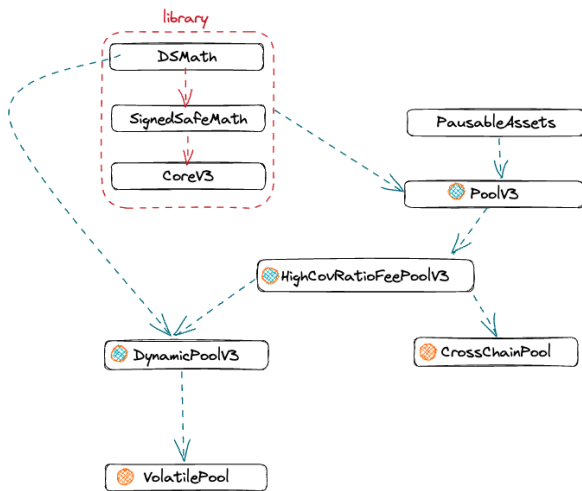 library
DSMath
SignedSafeMath
PausableAssets
CoreV3
PoolV3
HighCovRatioFeePoolV3
DynamicPoolV3
CrossChainPool
VolatilePool